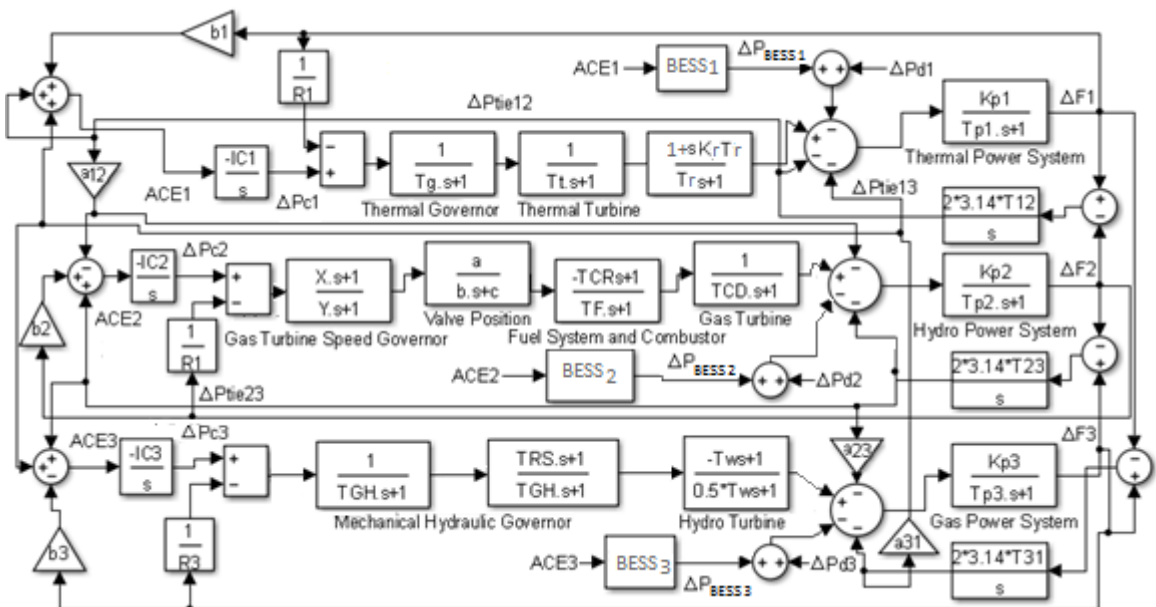 b1
1
R1
ACE1
BESS1
ΔPBESS1
+ +
ΔPd1
Kp1
Tp1.s+1
ΔF1
Thermal Power System
ΔPtie12
a12
ACE1
-IC1
s
ΔPc1
1
Tg.s+1
Thermal Governor
1
Tt.s+1
Thermal Turbine
1+sKrTr
Tr s+1
ΔPtie13
2*3.14*T12
s
ΔPc2
-IC2
s
ACE2
b2
1
R1
X.s+1
Y.s+1
Gas Turbine Speed Governor
a
b.s+c
Valve Position
-TCRs+1
TF.s+1
Fuel System and Combustor
1
TCD.s+1
Gas Turbine
Kp2
Tp2.s+1
ΔF2
Hydro Power System
ACE2
BESS2
ΔPBESS2
+ +
ΔPd2
2*3.14*T23
s
ΔPtie23
ACE3
-IC3
s
ΔPc3
b3
1
R3
1
TGH.s+1
TRS.s+1
TGH.s+1
Mechanical Hydraulic Governor
-Tws+1
0.5*Tws+1
Hydro Turbine
a23
a31
Kp3
Tp3.s+1
ΔF3
Gas Power System
ACE3
BESS3
ΔPBESS3
+ +
ΔPd3
2*3.14*T31
s